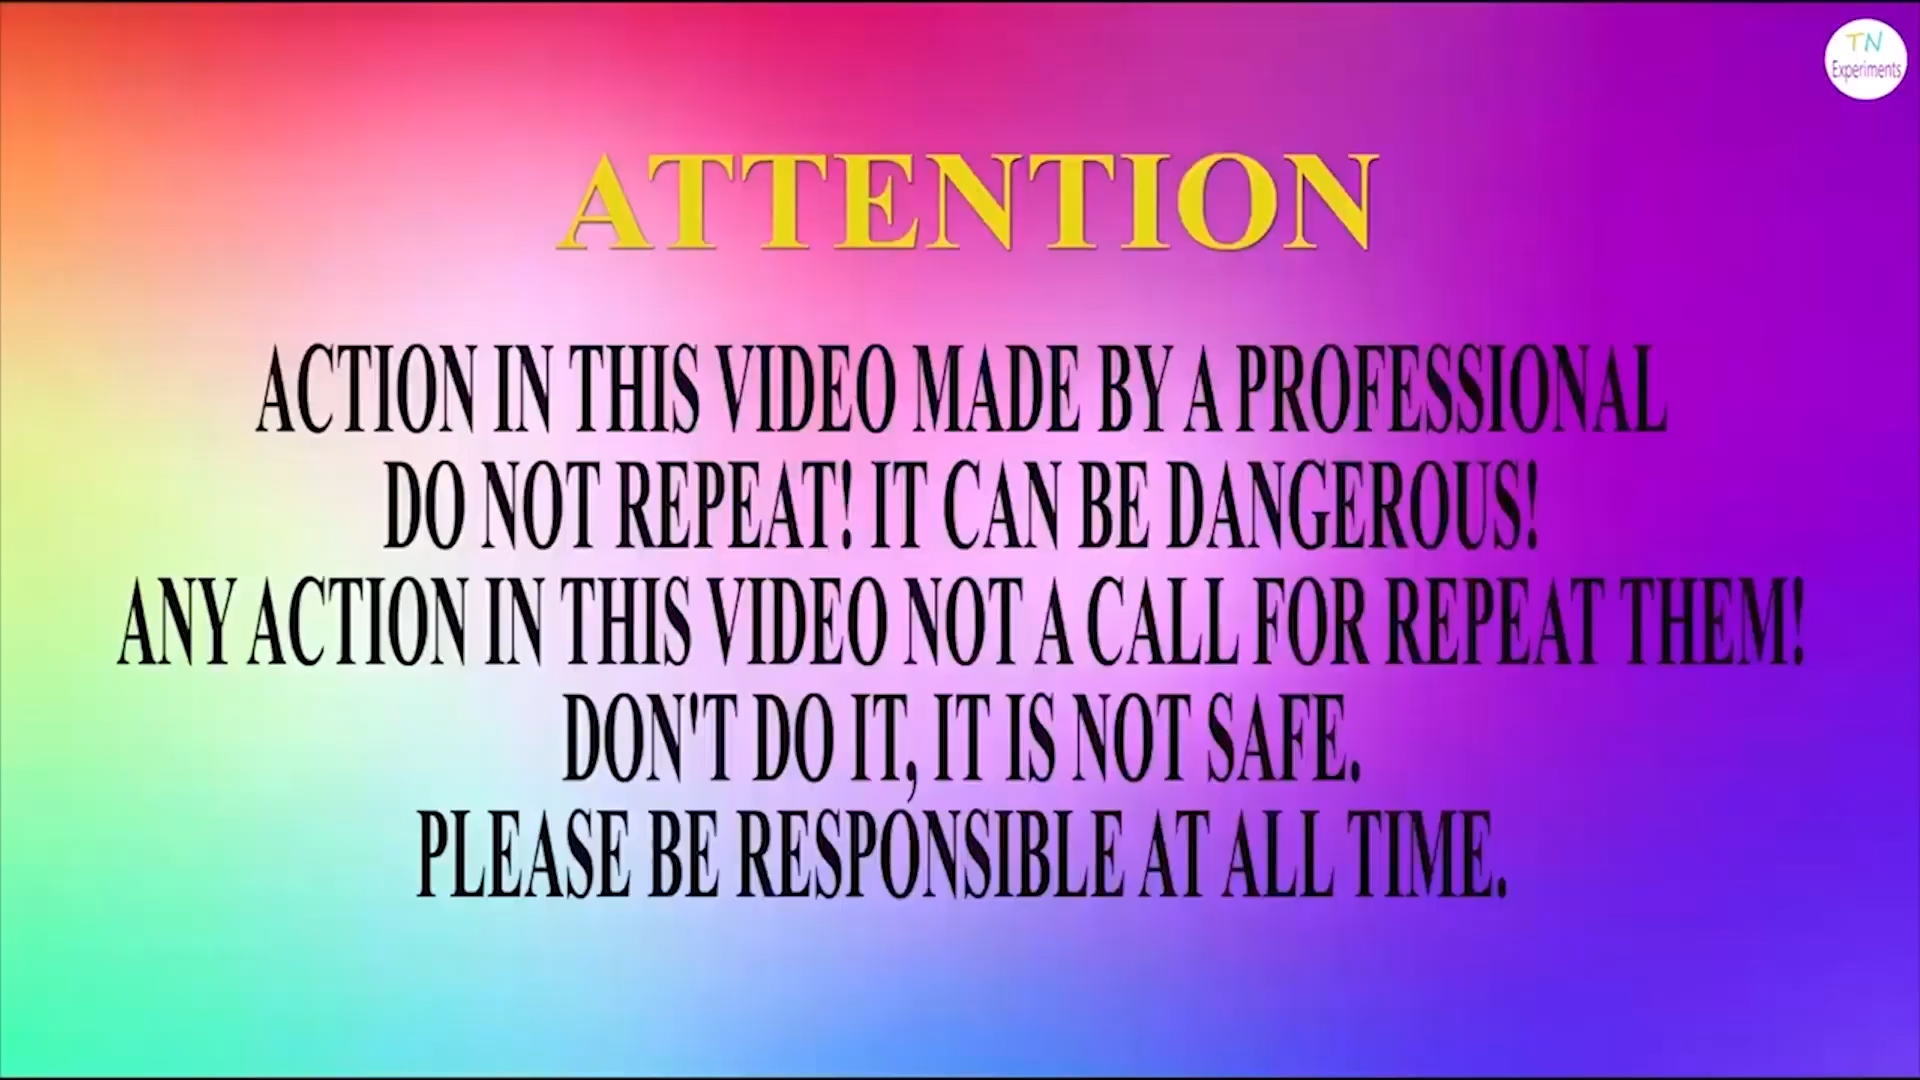 TN
Experiments
ATTENTION
ACTION IN THIS VIDEO MADE BY A PROFESSIONAL
DO NOT REPEAT! IT CAN BE DANGEROUS!
ANY ACTION IN THIS VIDEO NOT A CALL FOR REPEAT THEM!
DON'T DO IT, IT IS NOT SAFE.
PLEASE BE RESPONSIBLE AT ALL TIME.